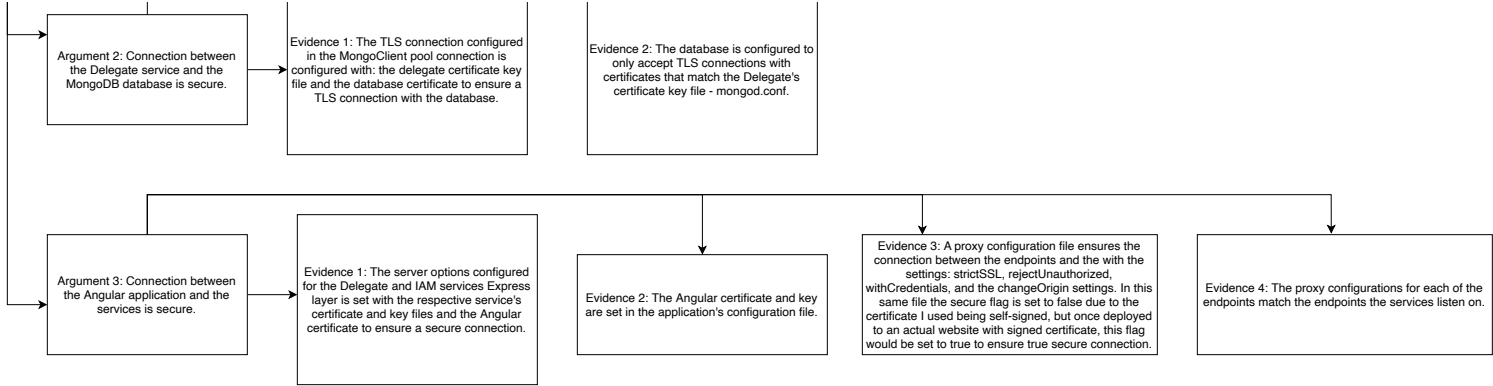 Argument 2: Connection between
the Delegate service and the
MongoDB database is secure.
Evidence 1: The TLS connection configured
in the MongoClient pool connection is
configured with: the delegate certificate key
file and the database certificate to ensure a
TLS connection with the database.
Evidence 2: The database is configured to
only accept TLS connections with
certificates that match the Delegate's
certificate key file - mongod.conf.
Argument 3: Connection between
the Angular application and the
services is secure.
Evidence 1: The server options configured
for the Delegate and IAM services Express
layer is set with the respective service's
certificate and key files and the Angular
certificate to ensure a secure connection.
Evidence 2: The Angular certificate and key
are set in the application's configuration file.
Evidence 3: A proxy configuration file ensures the
connection between the endpoints and the with the
settings: strictSSL, rejectUnauthorized,
withCredentials, and the changeOrigin settings. In this
same file the secure flag is set to false due to the
certificate I used being self-signed, but once deployed
to an actual website with signed certificate, this flag
would be set to true to ensure true secure connection.
Evidence 4: The proxy configurations for each of the
endpoints match the endpoints the services listen on.